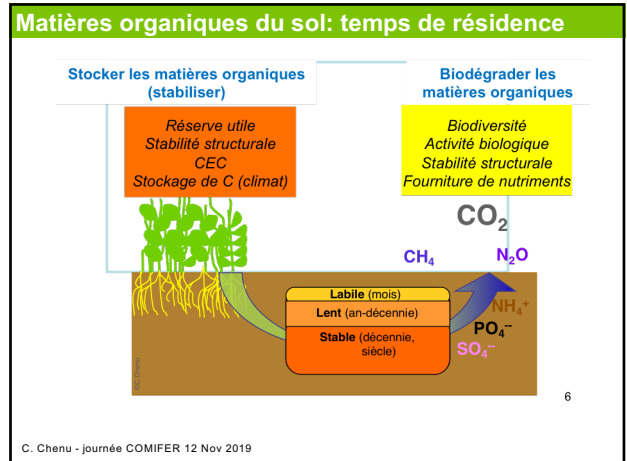 Matières organiques du sol: temps de résidence
Stocker les matières organiques
(stabiliser)
Biodégrader les
matières organiques
Réserve utile
Stabilité structurale
CEC
Stockage de C (climat)
Biodiversité
Activité biologique
Stabilité structurale
Fourniture de nutriments
CO₂
CH₄
N₂O
Labile (mois)
Lent (an-décennie)
Stable (décennie,
siècle)
NH₄⁺
PO₄⁻⁻
SO₄⁻⁻
©C.Chenu
6
C. Chenu - journée COMIFER 12 Nov 2019